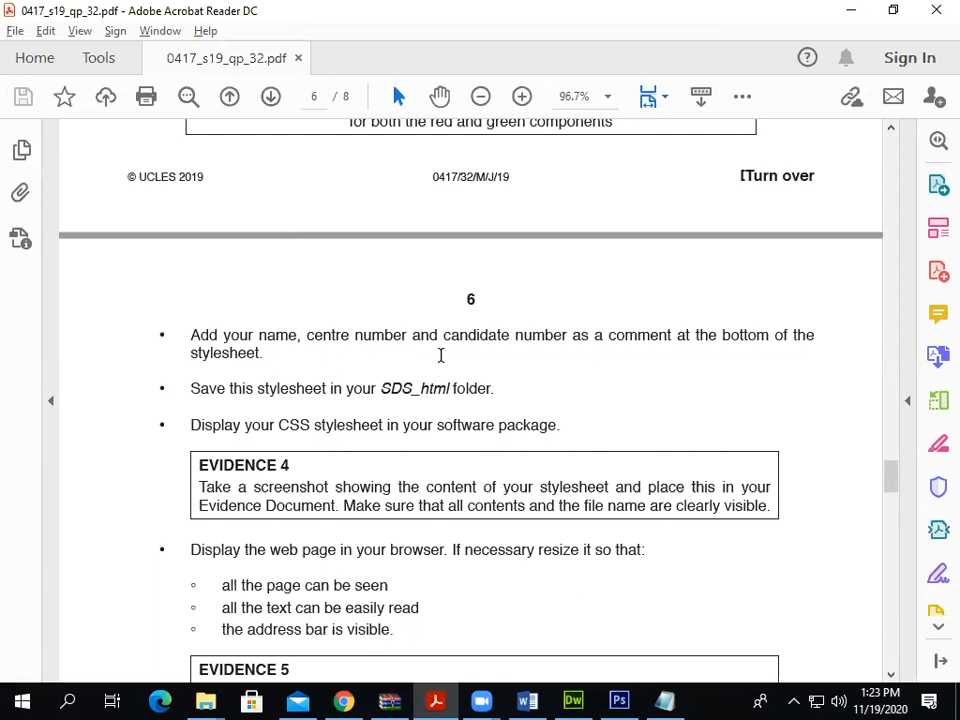 0417_s19_qp_32.pdf - Adobe Acrobat Reader DC
File Edit View Sign Window Help
Home Tools 0417_s19_qp_32.pdf × Sign In
6 / 8 96.7%
for both the red and green components
© UCLES 2019 0417/32/M/J/19 [Turn over
6
• Add your name, centre number and candidate number as a comment at the bottom of the
stylesheet.
• Save this stylesheet in your SDS_html folder.
• Display your CSS stylesheet in your software package.
EVIDENCE 4
Take a screenshot showing the content of your stylesheet and place this in your
Evidence Document. Make sure that all contents and the file name are clearly visible.
• Display the web page in your browser. If necessary resize it so that:
◦ all the page can be seen
◦ all the text can be easily read
◦ the address bar is visible.
EVIDENCE 5
Dw Ps
1:23 PM
11/19/2020